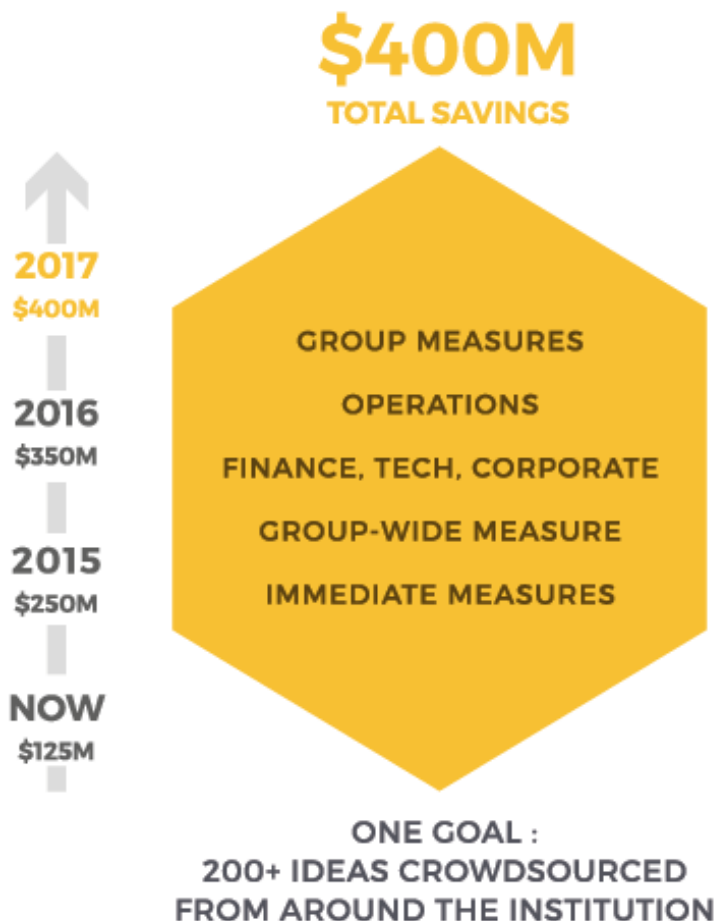 $400M
TOTAL SAVINGS
2017
$400M
2016
$350M
2015
$250M
NOW
$125M
GROUP MEASURES
OPERATIONS
FINANCE, TECH, CORPORATE
GROUP-WIDE MEASURE
IMMEDIATE MEASURES
ONE GOAL :
200+ IDEAS CROWDSOURCED
FROM AROUND THE INSTITUTION